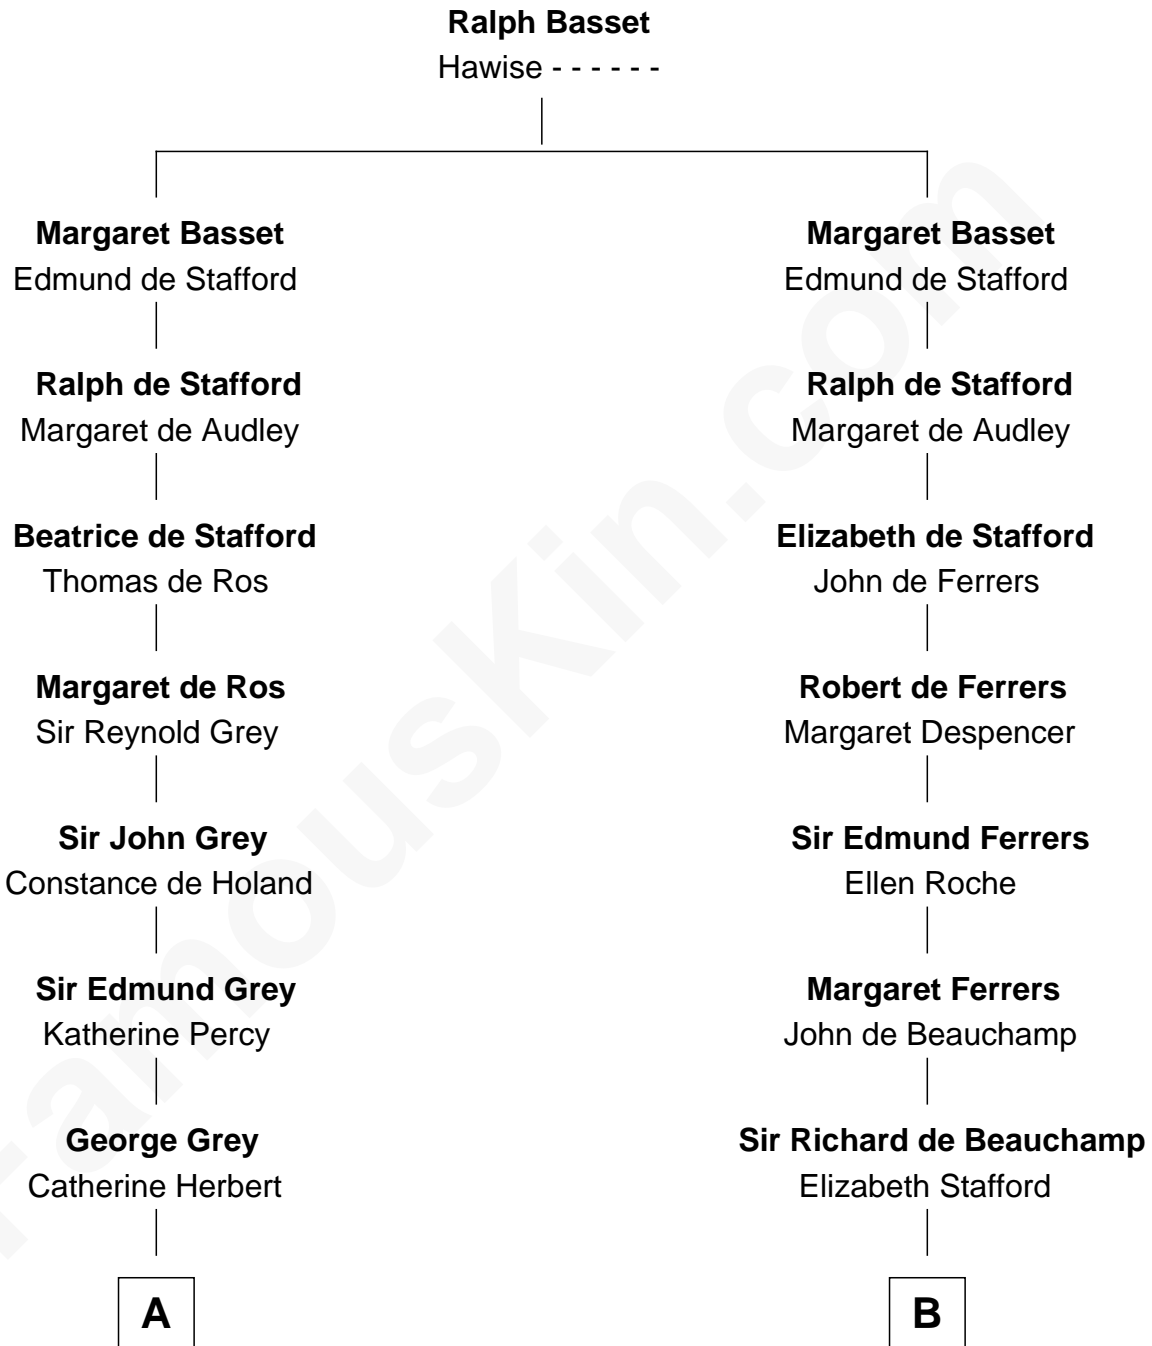 Ralph Basset
Hawise - - - - - -
Margaret Basset
Edmund de Stafford
Ralph de Stafford
Margaret de Audley
Beatrice de Stafford
Thomas de Ros
Margaret de Ros
Sir Reynold Grey
Sir John Grey
Constance de Holand
Sir Edmund Grey
Katherine Percy
George Grey
Catherine Herbert
A
Margaret Basset
Edmund de Stafford
Ralph de Stafford
Margaret de Audley
Elizabeth de Stafford
John de Ferrers
Robert de Ferrers
Margaret Despencer
Sir Edmund Ferrers
Ellen Roche
Margaret Ferrers
John de Beauchamp
Sir Richard de Beauchamp
Elizabeth Stafford
B
FamousKin.com